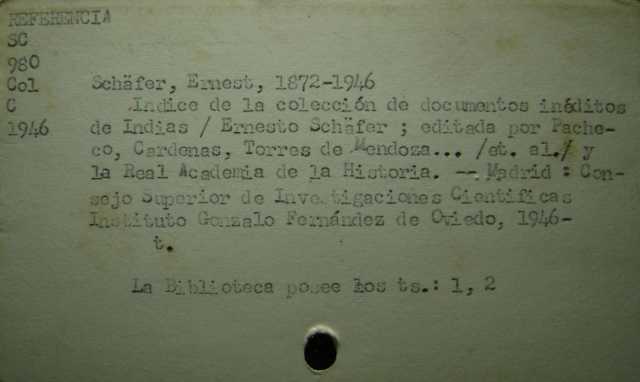 REFERENCIA
SC
980
Col
C
1946
Schäfer, Ernest, 1872-1946
Indice de la colección de documentos inéditos
de Indias / Ernesto Schäfer ; editada por Pache-
co, Cardenas, Torres de Mendoza... /et. al./ y
la Real Academia de la Historia. -- Madrid : Con-
sejo Superior de Investigaciones Cientificas
Instituto Gonzalo Fernández de Oviedo, 1946-
t.
La Biblioteca posee los ts.: 1, 2